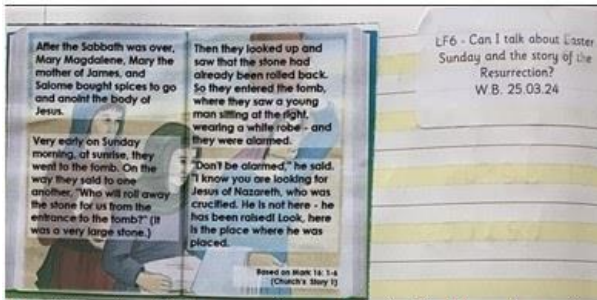 After the Sabbath was over,
Mary Magdalene, Mary the
mother of James, and
Salome bought spices to go
and anoint the body of
Jesus.
Very early on Sunday
morning, at sunrise, they
went to the tomb. On the
way they said to one
another, "Who will roll away
the stone for us from the
entrance to the tomb?" (It
was a very large stone.)
Then they looked up and
saw that the stone had
already been rolled back.
So they entered the tomb,
where they saw a young
man sitting at the right,
wearing a white robe - and
they were alarmed.
"Don't be alarmed," he said.
"I know you are looking for
Jesus of Nazareth, who was
crucified. He is not here - he
has been raised! Look, here
is the place where he was
placed.
Based on Mark 16: 1-6
(Church's Story 1)
LF6 - Can I talk about Easter
Sunday and the story of the
Resurrection?
W.B. 25.03.24